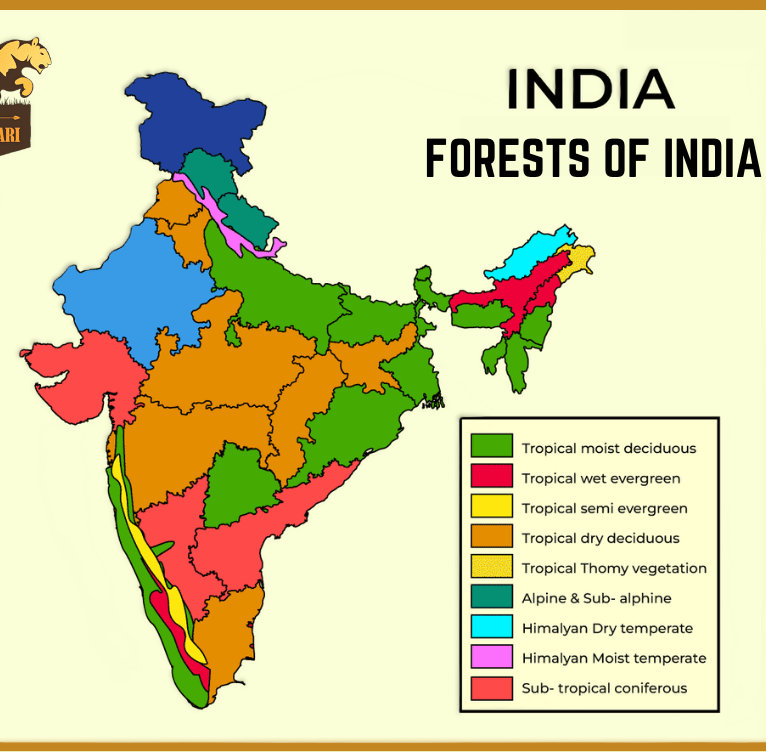 ARI
INDIA
FORESTS OF INDIA
Tropical moist deciduous
Tropical wet evergreen
Tropical semi evergreen
Tropical dry deciduous
Tropical Thomy vegetation
Alpine & Sub- alphine
Himalyan Dry temperate
Himalyan Moist temperate
Sub- tropical coniferous